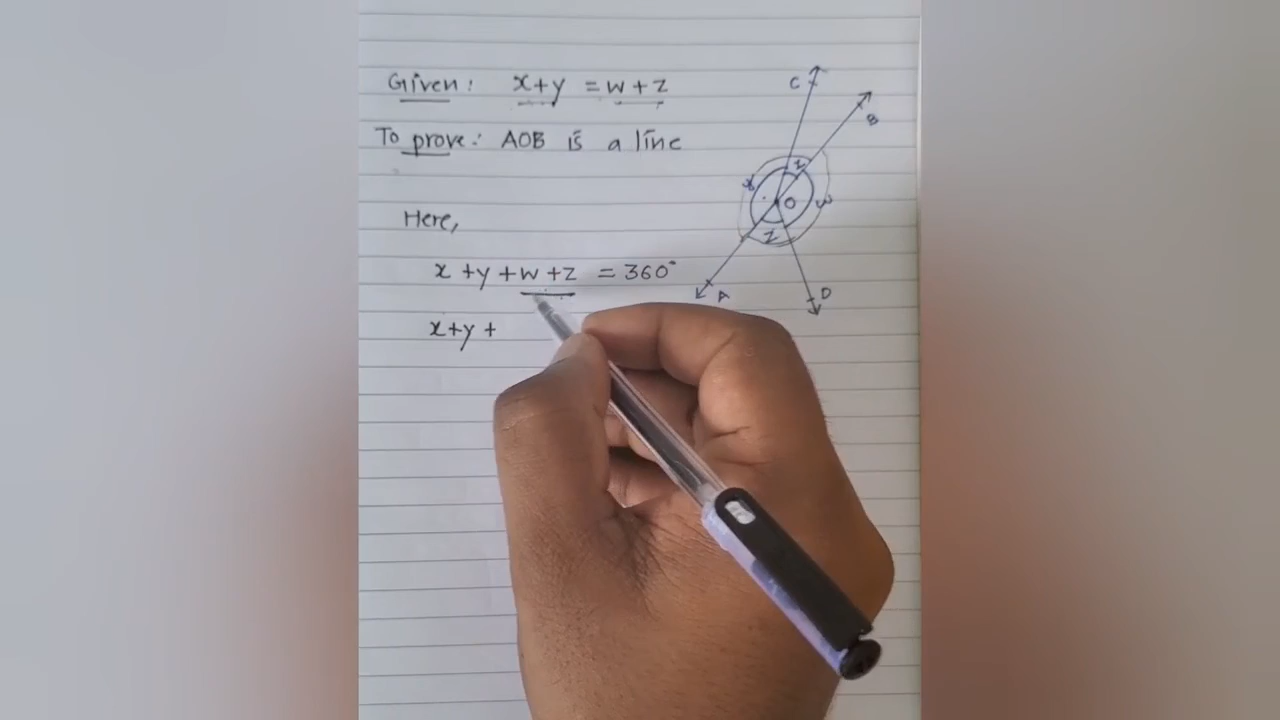 Given: x+y = w+z
To prove: AOB is a line
Here,
x+y+w+z = 360°
x+y+
C
B
O
w
z
A
D